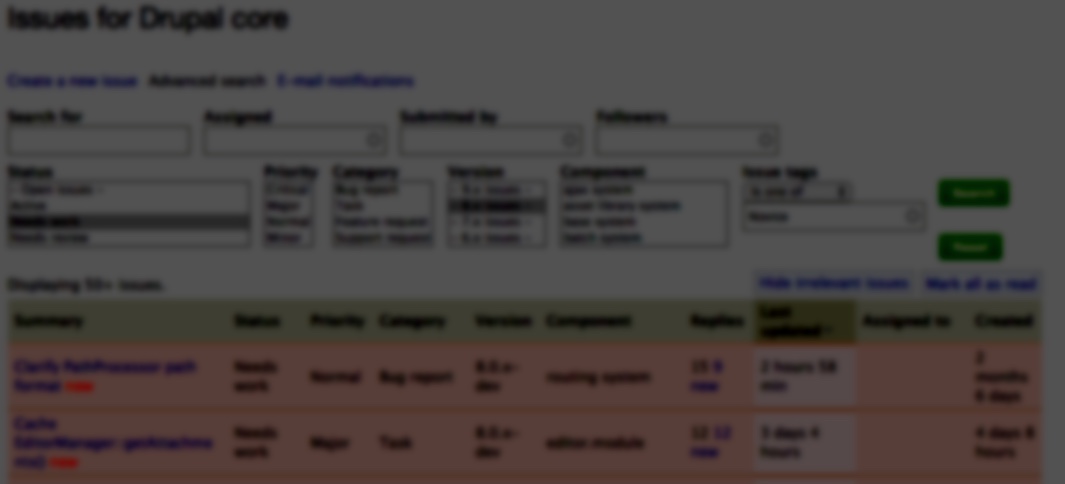 Issues for Drupal core
Create a new issue Advanced search E-mail notifications
Search for Assigned Submitted by Followers
Status Priority Category Version Component Issue tags
- Open issues - Critical Bug report - 9.x issues - ajax system is one of
Active Major Task - 8.x issues - asset library system
Needs work Normal Feature request - 7.x issues - base system Novice
Needs review Minor Support request - 6.x issues - batch system
Search
Reset
Displaying 50+ issues. Hide irrelevant issues Mark all as read
Summary Status Priority Category Version Component Replies Last updated Assigned to Created
Clarify PathProcessor path format new Needs work Normal Bug report 8.0.x-dev routing system 15 9 new 2 hours 58 min 2 months 6 days
Cache EditorManager::getAttachments() new Needs work Major Task 8.0.x-dev editor.module 12 12 new 3 days 4 hours 4 days 8 hours